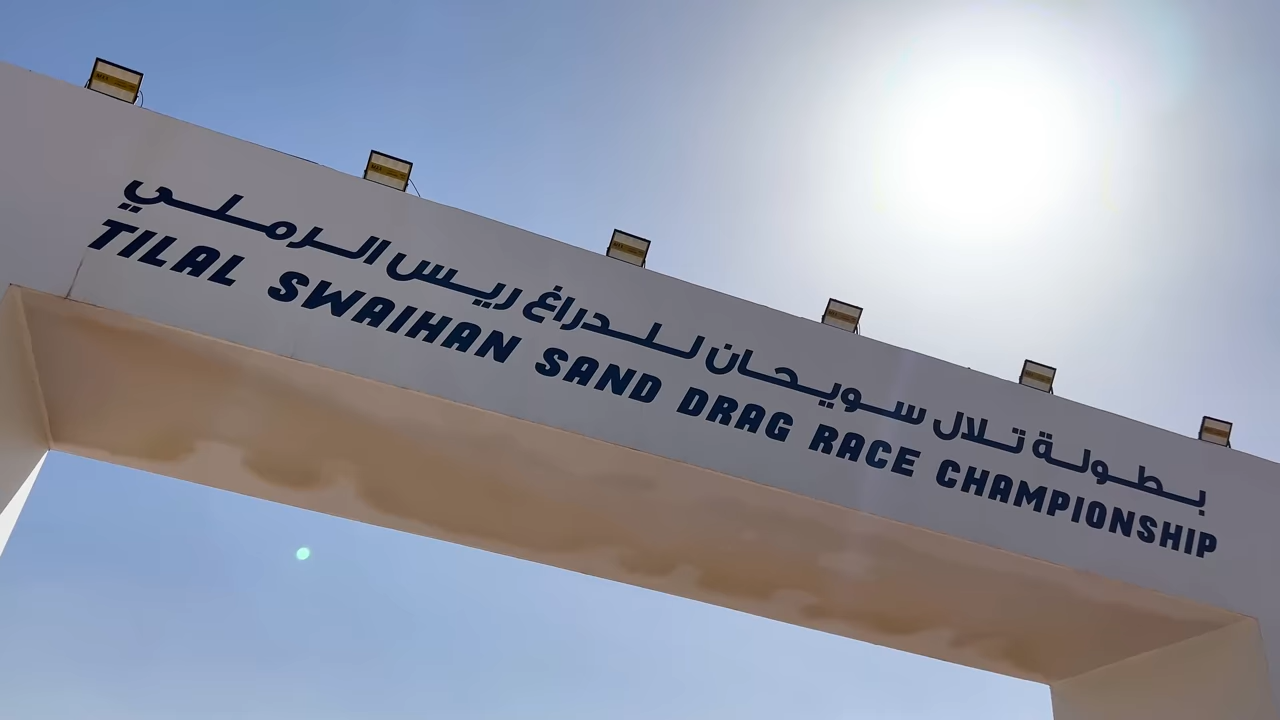 بطولة تلال سويحان للدراغ ريس الرملي
TILAL SWAIHAN SAND DRAG RACE CHAMPIONSHIP